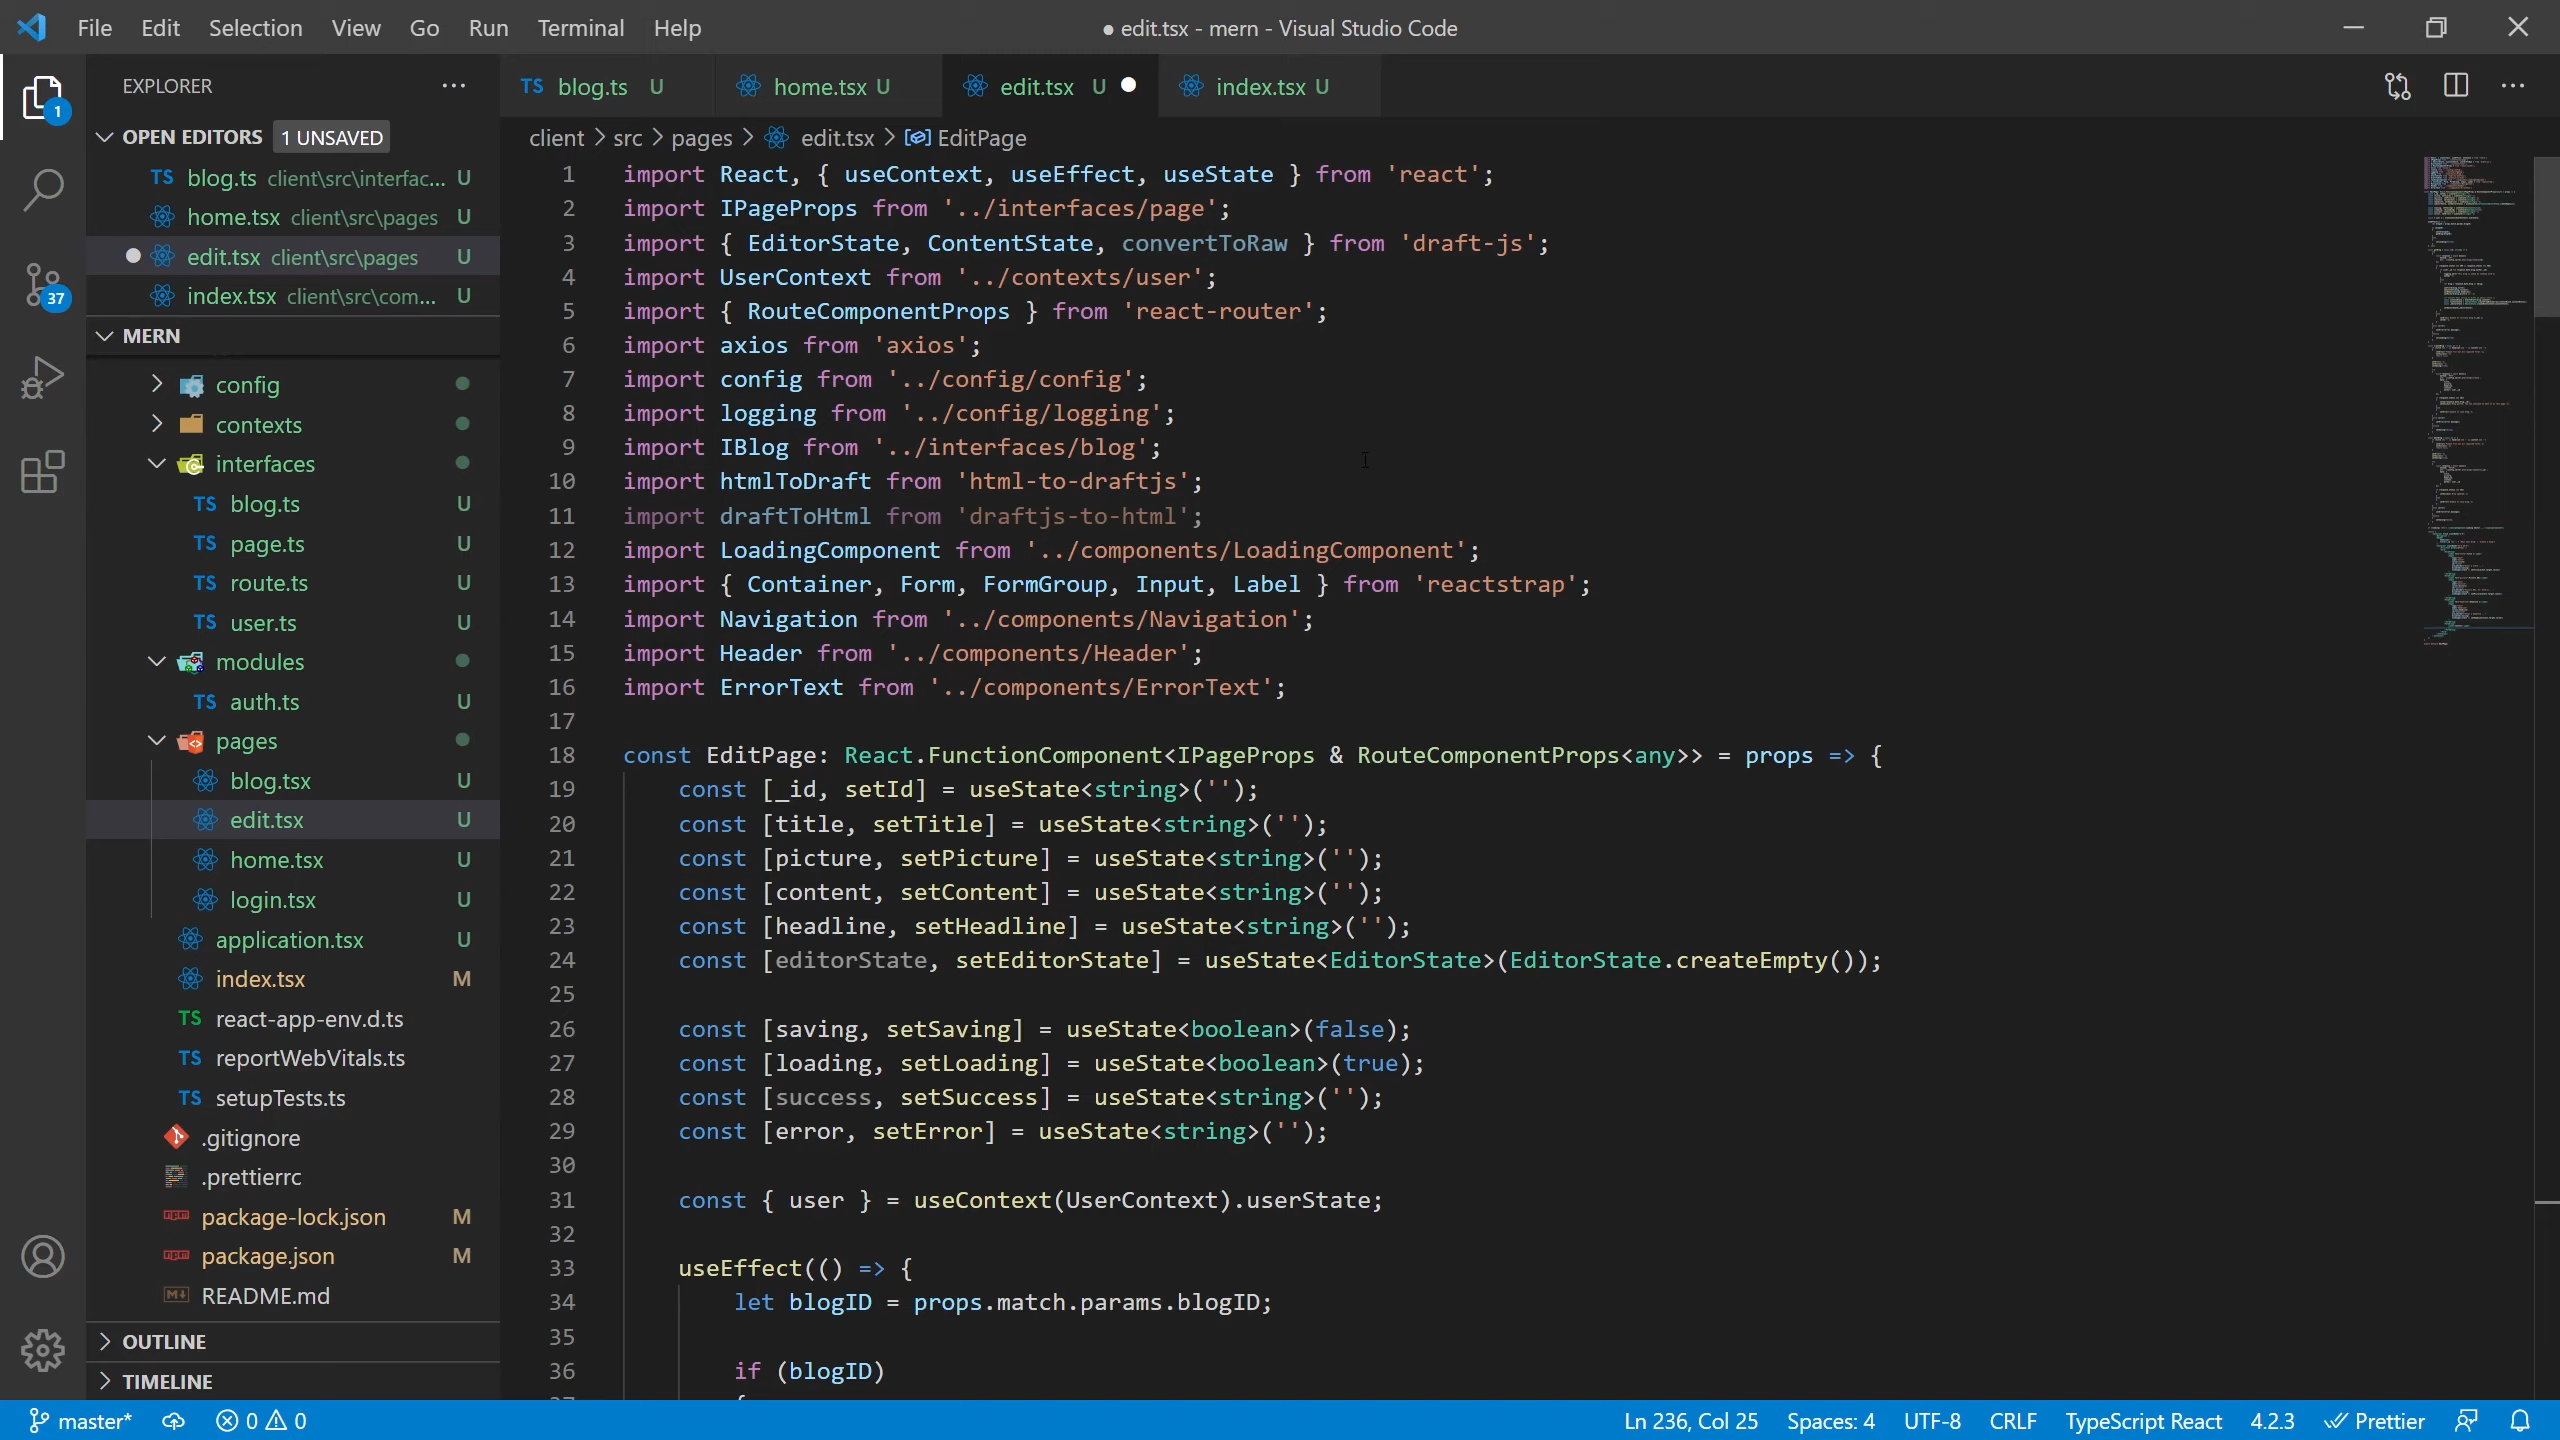 File Edit Selection View Go Run Terminal Help
● edit.tsx - mern - Visual Studio Code
EXPLORER
OPEN EDITORS 1 UNSAVED
TS blog.ts client\src\interfac... U
home.tsx client\src\pages U
edit.tsx client\src\pages U
index.tsx client\src\com... U
MERN
config
contexts
interfaces
TS blog.ts U
TS page.ts U
TS route.ts U
TS user.ts U
modules
TS auth.ts U
pages
blog.tsx U
edit.tsx U
home.tsx U
login.tsx U
application.tsx U
index.tsx M
TS react-app-env.d.ts
TS reportWebVitals.ts
TS setupTests.ts
.gitignore
.prettierrc
package-lock.json M
package.json M
README.md
OUTLINE
TIMELINE
1
37
TS blog.ts U home.tsx U edit.tsx U index.tsx U
client > src > pages > edit.tsx > EditPage
1 import React, { useContext, useEffect, useState } from 'react';
2 import IPageProps from '../interfaces/page';
3 import { EditorState, ContentState, convertToRaw } from 'draft-js';
4 import UserContext from '../contexts/user';
5 import { RouteComponentProps } from 'react-router';
6 import axios from 'axios';
7 import config from '../config/config';
8 import logging from '../config/logging';
9 import IBlog from '../interfaces/blog';
10 import htmlToDraft from 'html-to-draftjs';
11 import draftToHtml from 'draftjs-to-html';
12 import LoadingComponent from '../components/LoadingComponent';
13 import { Container, Form, FormGroup, Input, Label } from 'reactstrap';
14 import Navigation from '../components/Navigation';
15 import Header from '../components/Header';
16 import ErrorText from '../components/ErrorText';
17
18 const EditPage: React.FunctionComponent<IPageProps & RouteComponentProps<any>> = props => {
19 const [_id, setId] = useState<string>('');
20 const [title, setTitle] = useState<string>('');
21 const [picture, setPicture] = useState<string>('');
22 const [content, setContent] = useState<string>('');
23 const [headline, setHeadline] = useState<string>('');
24 const [editorState, setEditorState] = useState<EditorState>(EditorState.createEmpty());
25
26 const [saving, setSaving] = useState<boolean>(false);
27 const [loading, setLoading] = useState<boolean>(true);
28 const [success, setSuccess] = useState<string>('');
29 const [error, setError] = useState<string>('');
30
31 const { user } = useContext(UserContext).userState;
32
33 useEffect(() => {
34 let blogID = props.match.params.blogID;
35
36 if (blogID)
master* 0 0 Ln 236, Col 25 Spaces: 4 UTF-8 CRLF TypeScript React 4.2.3 Prettier